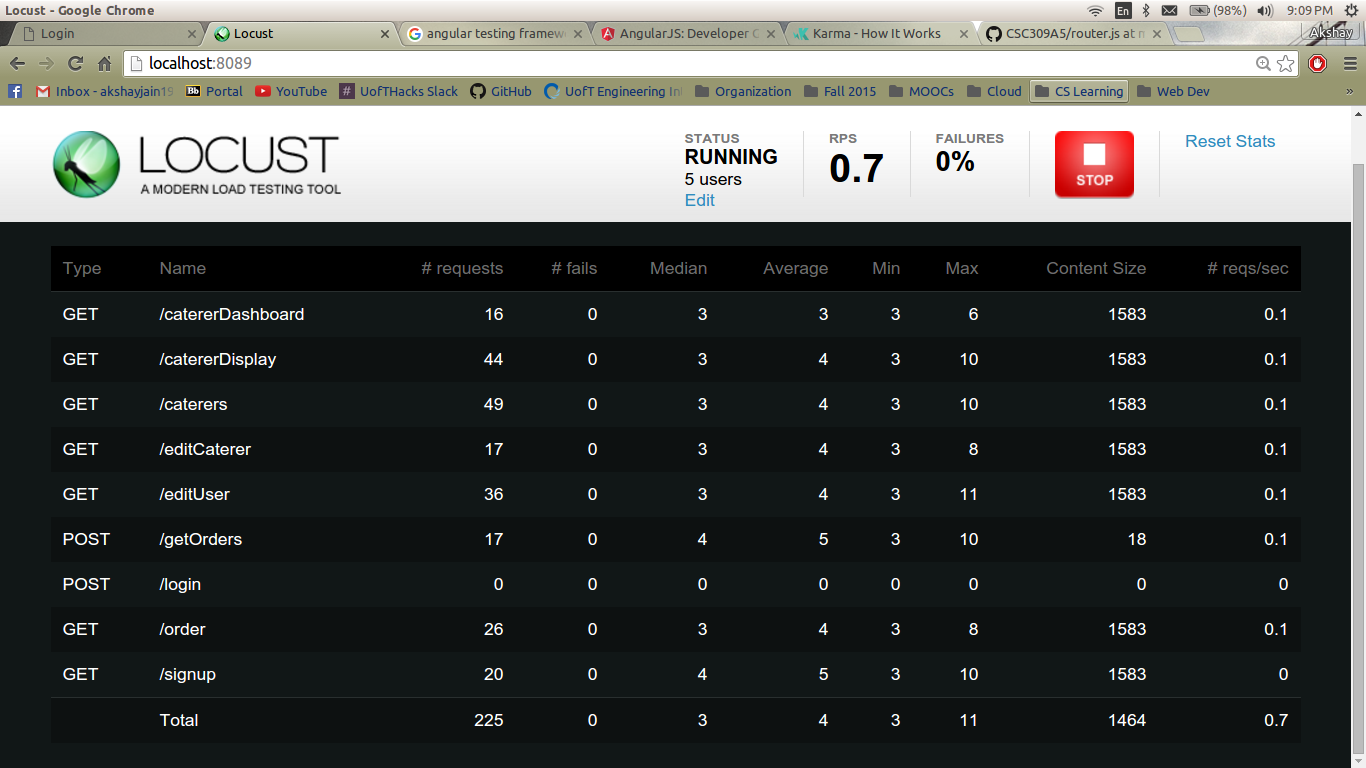 Locust - Google Chrome En (98%) 9:09 PM
Login Locust angular testing framew AngularJS: Developer G Karma - How It Works CSC309A5/router.js at m Akshay
localhost:8089
Inbox - akshayjain19 Bb Portal YouTube # UofTHacks Slack GitHub UofT Engineering In Organization Fall 2015 MOOCs Cloud CS Learning Web Dev »
LOCUST
A MODERN LOAD TESTING TOOL
STATUS
RUNNING
5 users
Edit
RPS
0.7
FAILURES
0%
STOP
Reset Stats
Type Name # requests # fails Median Average Min Max Content Size # reqs/sec
GET /catererDashboard 16 0 3 3 3 6 1583 0.1
GET /catererDisplay 44 0 3 4 3 10 1583 0.1
GET /caterers 49 0 3 4 3 10 1583 0.1
GET /editCaterer 17 0 3 4 3 8 1583 0.1
GET /editUser 36 0 3 4 3 11 1583 0.1
POST /getOrders 17 0 4 5 3 10 18 0.1
POST /login 0 0 0 0 0 0 0 0
GET /order 26 0 3 4 3 8 1583 0.1
GET /signup 20 0 4 5 3 10 1583 0
Total 225 0 3 4 3 11 1464 0.7